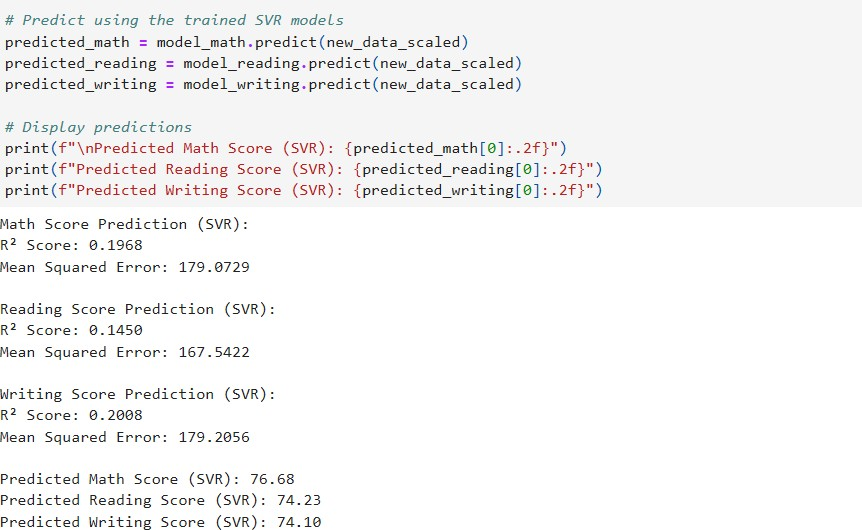 # Predict using the trained SVR models
predicted_math = model_math.predict(new_data_scaled)
predicted_reading = model_reading.predict(new_data_scaled)
predicted_writing = model_writing.predict(new_data_scaled)
# Display predictions
print(f"\nPredicted Math Score (SVR): {predicted_math[0]:.2f}")
print(f"Predicted Reading Score (SVR): {predicted_reading[0]:.2f}")
print(f"Predicted Writing Score (SVR): {predicted_writing[0]:.2f}")
Math Score Prediction (SVR):
R² Score: 0.1968
Mean Squared Error: 179.0729
Reading Score Prediction (SVR):
R² Score: 0.1450
Mean Squared Error: 167.5422
Writing Score Prediction (SVR):
R² Score: 0.2008
Mean Squared Error: 179.2056
Predicted Math Score (SVR): 76.68
Predicted Reading Score (SVR): 74.23
Predicted Writing Score (SVR): 74.10